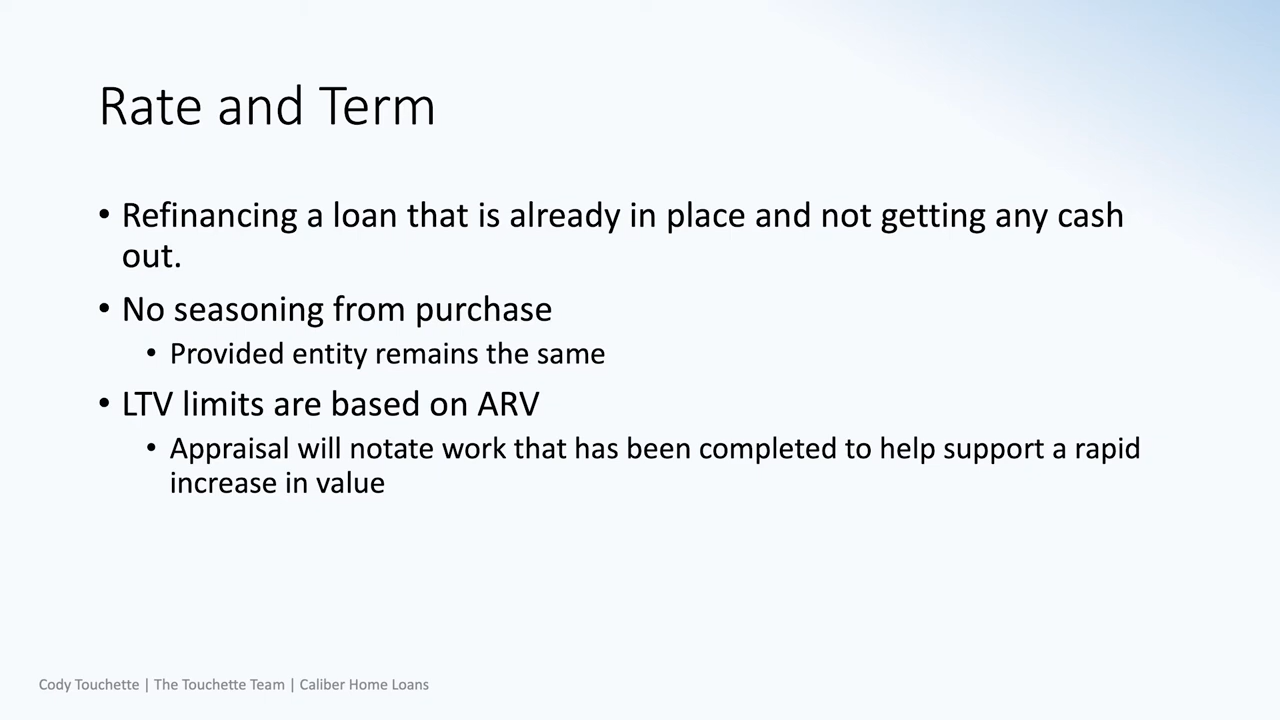 Rate and Term
• Refinancing a loan that is already in place and not getting any cash
out.
• No seasoning from purchase
• Provided entity remains the same
• LTV limits are based on ARV
• Appraisal will notate work that has been completed to help support a rapid
increase in value
Cody Touchette | The Touchette Team | Caliber Home Loans